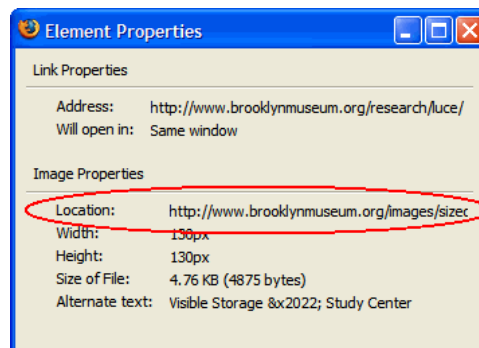 Element Properties
Link Properties
Address: http://www.brooklynmuseum.org/research/luce/
Will open in: Same window
Image Properties
Location: http://www.brooklynmuseum.org/images/sized
Width: 130px
Height: 130px
Size of File: 4.76 KB (4875 bytes)
Alternate text: Visible Storage &x2022; Study Center